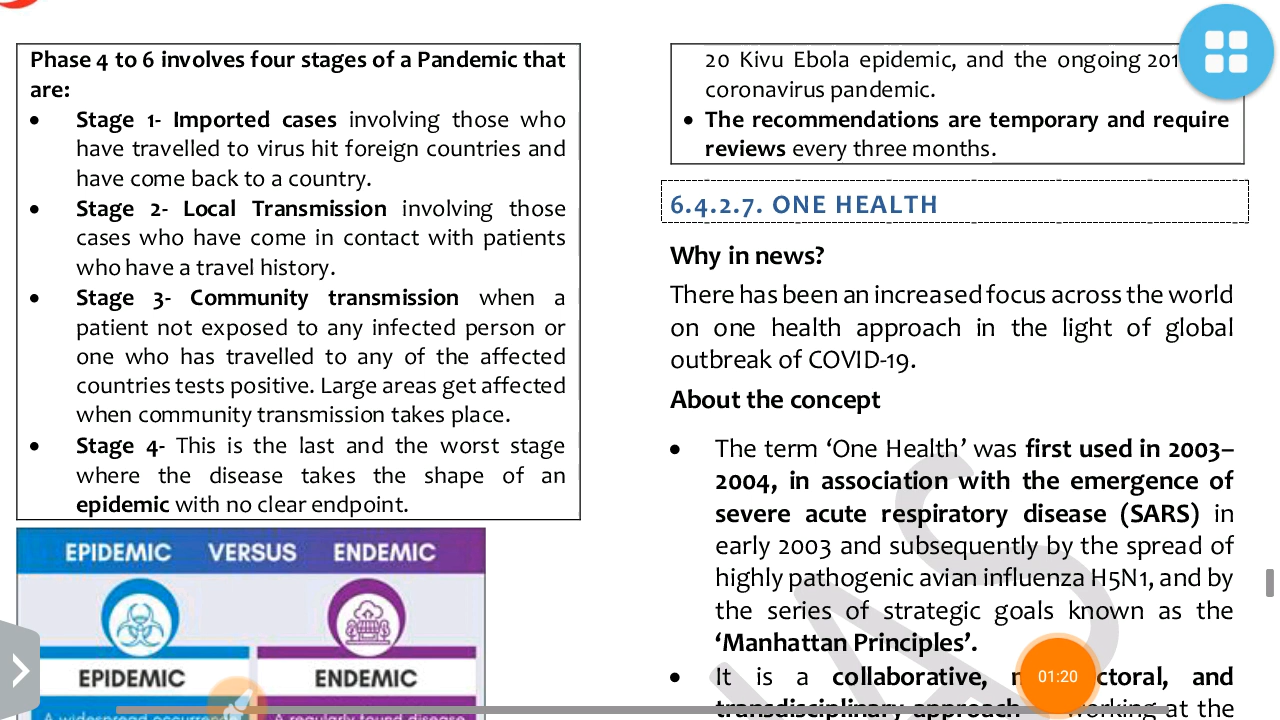 Phase 4 to 6 involves four stages of a Pandemic that
are:
• Stage 1- Imported cases involving those who
have travelled to virus hit foreign countries and
have come back to a country.
• Stage 2- Local Transmission involving those
cases who have come in contact with patients
who have a travel history.
• Stage 3- Community transmission when a
patient not exposed to any infected person or
one who has travelled to any of the affected
countries tests positive. Large areas get affected
when community transmission takes place.
• Stage 4- This is the last and the worst stage
where the disease takes the shape of an
epidemic with no clear endpoint.
EPIDEMIC VERSUS ENDEMIC
EPIDEMIC ENDEMIC
A widespread occurrence A regularly found disease
20 Kivu Ebola epidemic, and the ongoing
coronavirus pandemic.
• The recommendations are temporary and require
reviews every three months.
6.4.2.7. ONE HEALTH
Why in news?
There has been an increased focus across the world
on one health approach in the light of global
outbreak of COVID-19.
About the concept
• The term ‘One Health’ was first used in 2003–
2004, in association with the emergence of
severe acute respiratory disease (SARS) in
early 2003 and subsequently by the spread of
highly pathogenic avian influenza H5N1, and by
the series of strategic goals known as the
‘Manhattan Principles’.
• It is a collaborative, and
transdisciplinary approach working at the
01:20